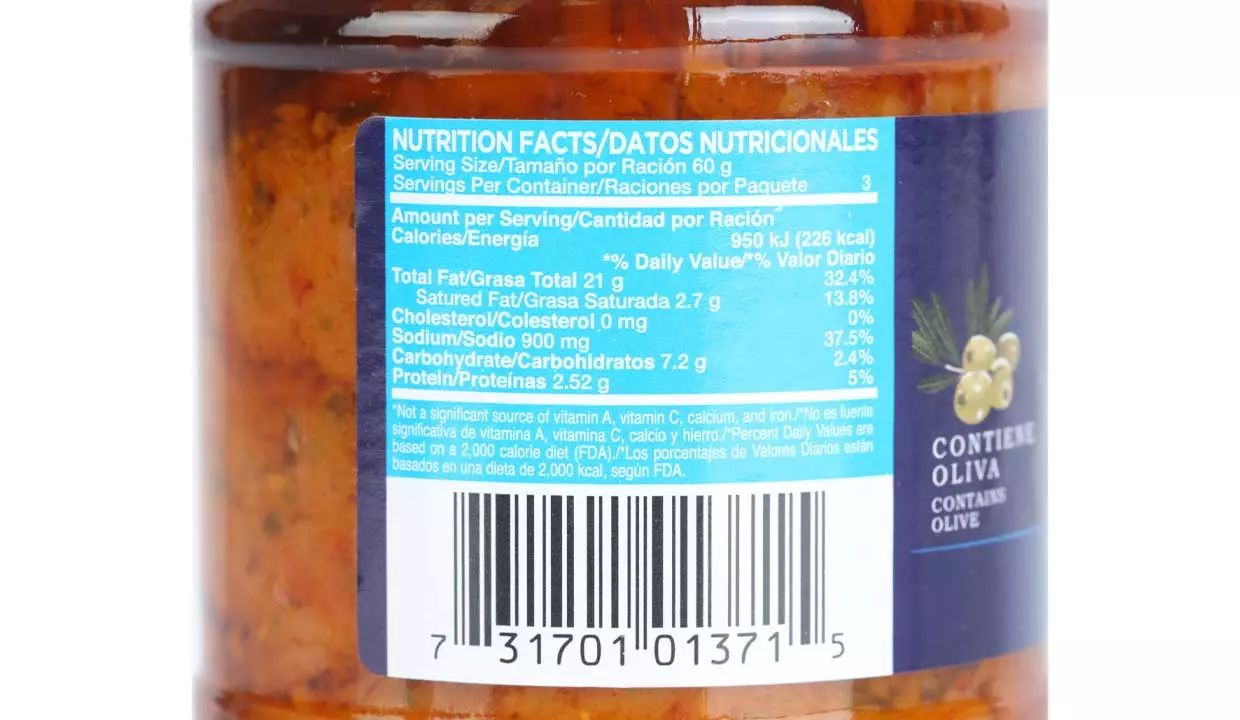 NUTRITION FACTS/DATOS NUTRICIONALES
Serving Size/Tamaño por Ración 60 g
Servings Per Container/Raciones por Paquete 3
Amount per Serving/Cantidad por Ración
Calories/Energía 950 kJ (226 kcal)
*% Daily Value/*% Valor Diario
Total Fat/Grasa Total 21 g 32.4%
Satured Fat/Grasa Saturada 2.7 g 13.8%
Cholesterol/Colesterol 0 mg 0%
Sodium/Sodio 900 mg 37.5%
Carbohydrate/Carbohidratos 7.2 g 2.4%
Protein/Proteínas 2.52 g 5%
*Not a significant source of vitamin A, vitamin C, calcium, and iron./*No es fuente
significativa de vitamina A, vitamina C, calcio y hierro./*Percent Daily Values are
based on a 2,000 calorie diet (FDA)./*Los porcentajes de Valores Diarios están
basados en una dieta de 2,000 kcal, según FDA.
7 31701 01371 5
CONTIENE
OLIVA
CONTAINS
OLIVE